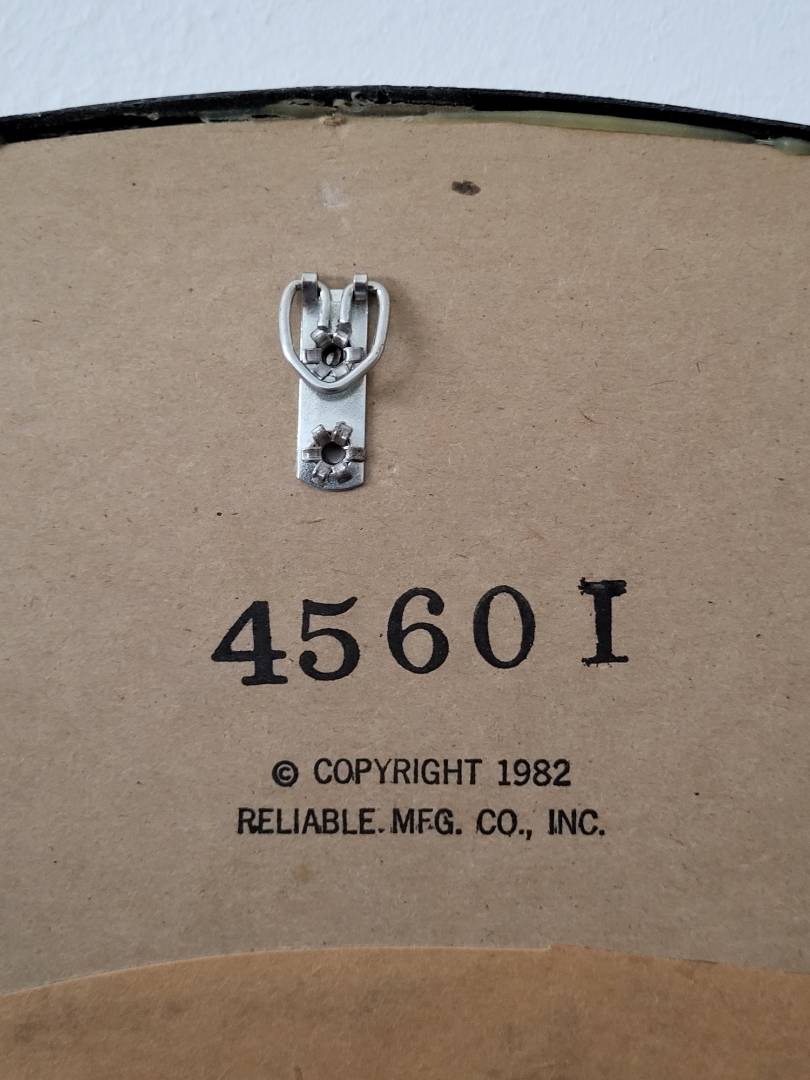 4560 I
© COPYRIGHT 1982
RELIABLE MFG. CO., INC.